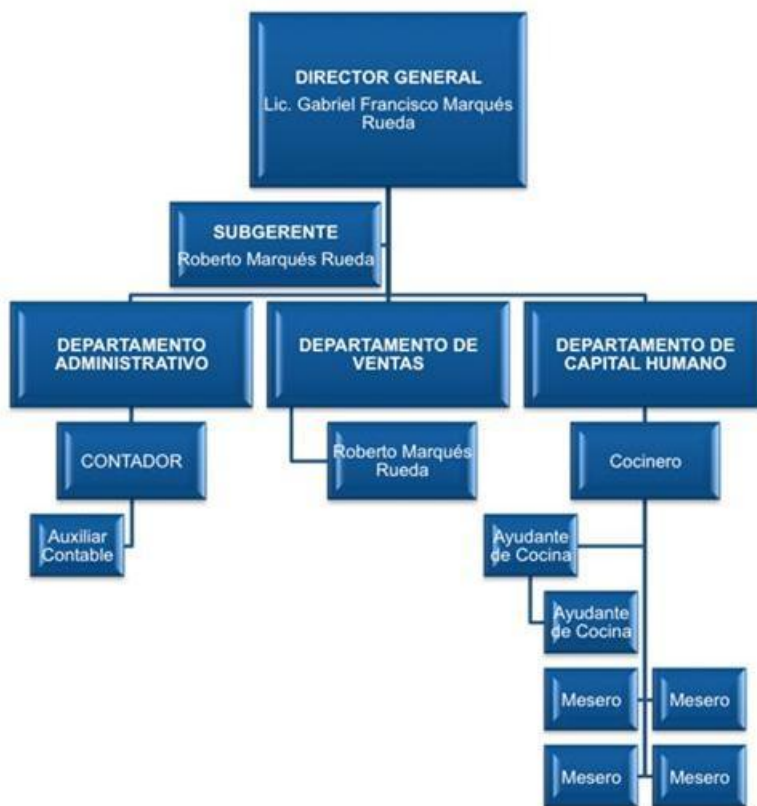 DIRECTOR GENERAL
Lic. Gabriel Francisco Marqués
Rueda
SUBGERENTE
Roberto Marqués Rueda
DEPARTAMENTO
ADMINISTRATIVO
DEPARTAMENTO DE
VENTAS
DEPARTAMENTO DE
CAPITAL HUMANO
CONTADOR
Roberto Marqués
Rueda
Cocinero
Auxiliar
Contable
Ayudante
de Cocina
Ayudante
de Cocina
Mesero
Mesero
Mesero
Mesero